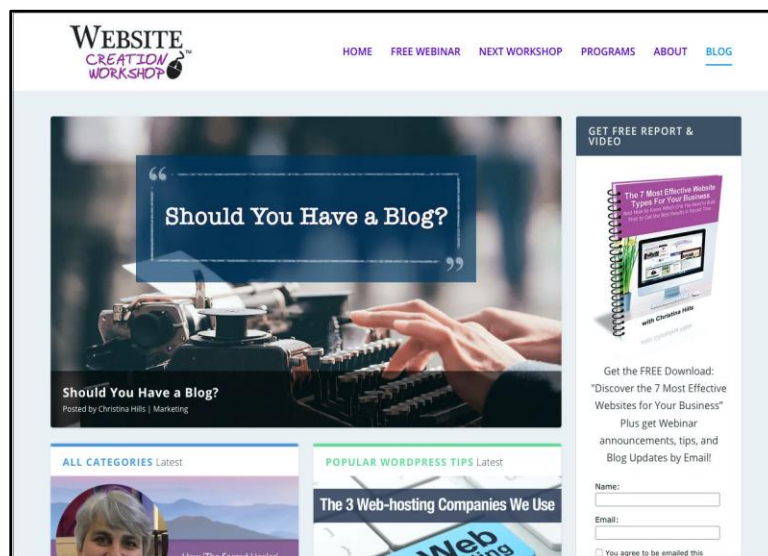 WEBSITE
CREATION
WORKSHOP™
HOME FREE WEBINAR NEXT WORKSHOP PROGRAMS ABOUT BLOG
“ Should You Have a Blog? ”
Should You Have a Blog?
Posted by Christina Hills | Marketing
ALL CATEGORIES Latest
POPULAR WORDPRESS TIPS Latest
The 3 Web-hosting Companies We Use
Web
GET FREE REPORT &
VIDEO
The 7 Most Effective Website
Types For Your Business
with Christina Hills
Get the FREE Download:
"Discover the 7 Most Effective
Websites for Your Business"
Plus get Webinar
announcements, tips, and
Blog Updates by Email!
Name:
Email:
You agree to be emailed this